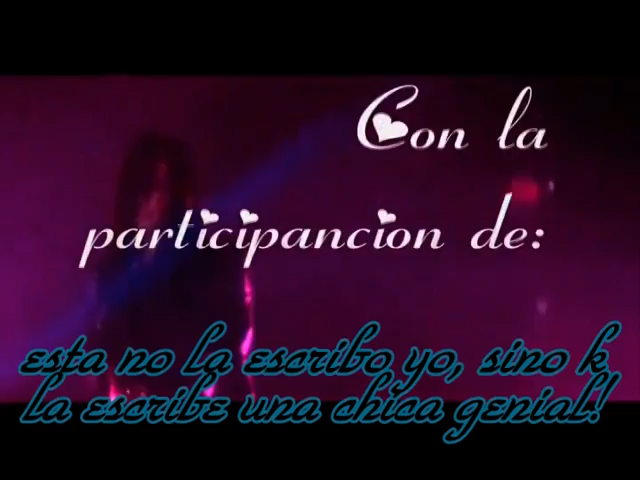 Con la
participancion de:
esta no la escribo yo, sino k
la escribe una chica genial!